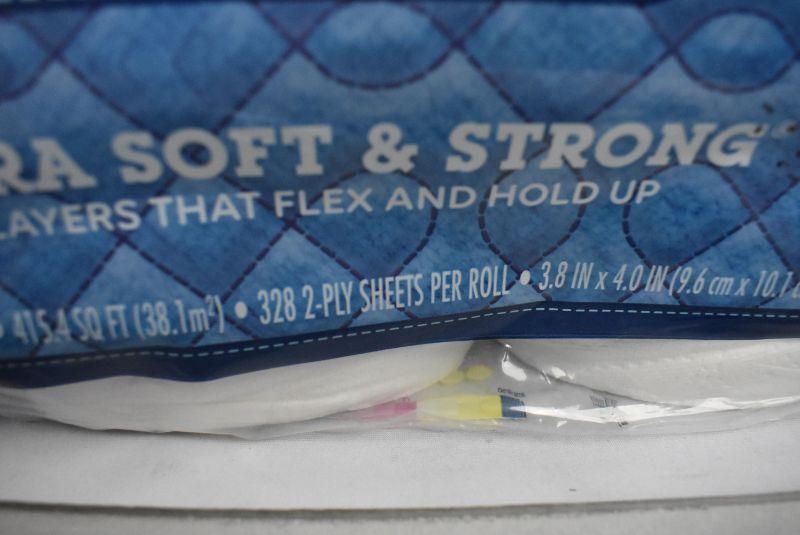 RA SOFT & STRONG
LAYERS THAT FLEX AND HOLD UP
• 415.4 SQ FT (38.1m²) • 328 2-PLY SHEETS PER ROLL • 3.8 IN x 4.0 IN (9.6 cm x 10.1